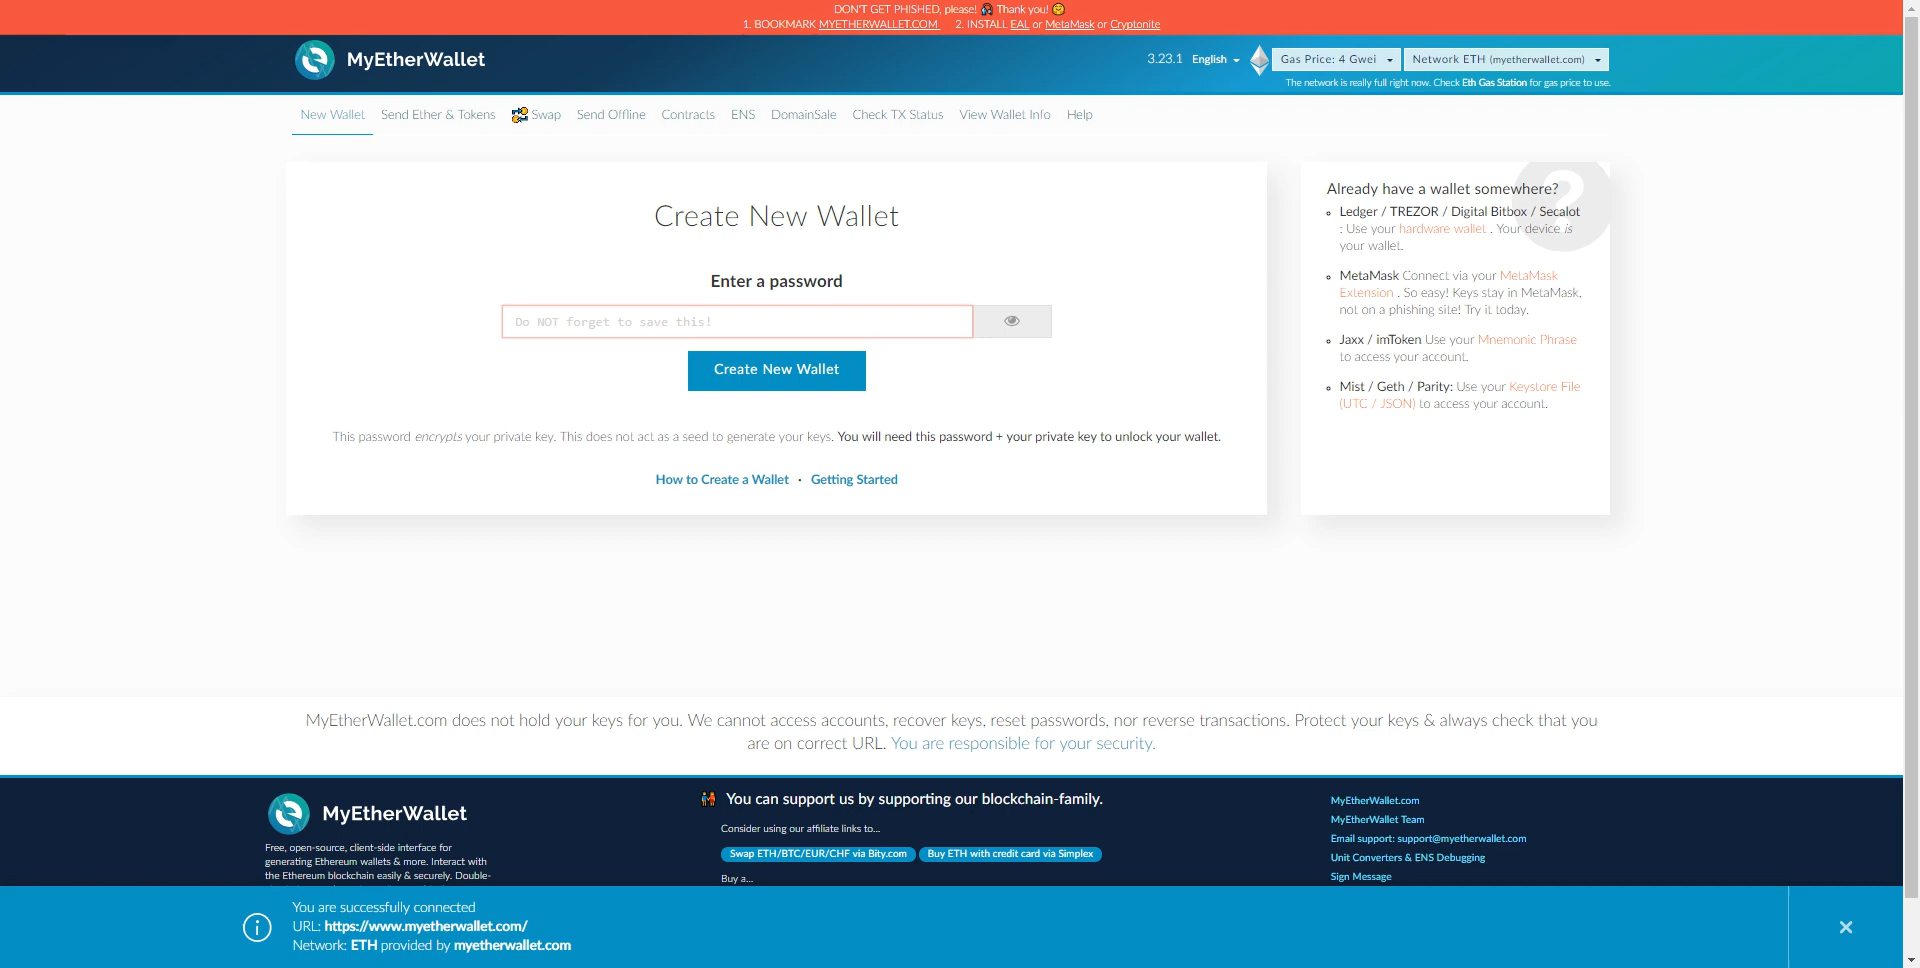 DON'T GET PHISHED, please! Thank you!
1. BOOKMARK MYETHERWALLET.COM 2. INSTALL EAL or MetaMask or Cryptonite
MyEtherWallet
3.23.1 English
Gas Price: 4 Gwei
Network ETH (myetherwallet.com)
The network is really full right now. Check Eth Gas Station for gas price to use.
New Wallet
Send Ether & Tokens
Swap
Send Offline
Contracts
ENS
DomainSale
Check TX Status
View Wallet Info
Help
Create New Wallet
Enter a password
Do NOT forget to save this!
Create New Wallet
This password encrypts your private key. This does not act as a seed to generate your keys. You will need this password + your private key to unlock your wallet.
How to Create a Wallet · Getting Started
Already have a wallet somewhere?
Ledger / TREZOR / Digital Bitbox / Secalot
: Use your hardware wallet . Your device is
your wallet.
MetaMask Connect via your MetaMask
Extension . So easy! Keys stay in MetaMask,
not on a phishing site! Try it today.
Jaxx / imToken Use your Mnemonic Phrase
to access your account.
Mist / Geth / Parity: Use your Keystore File
(UTC / JSON) to access your account.
MyEtherWallet.com does not hold your keys for you. We cannot access accounts, recover keys, reset passwords, nor reverse transactions. Protect your keys & always check that you
are on correct URL. You are responsible for your security.
MyEtherWallet
Free, open-source, client-side interface for
generating Ethereum wallets & more. Interact with
the Ethereum blockchain easily & securely. Double-
You can support us by supporting our blockchain-family.
Consider using our affiliate links to...
Swap ETH/BTC/EUR/CHF via Bity.com
Buy ETH with credit card via Simplex
Buy a...
MyEtherWallet.com
MyEtherWallet Team
Email support: support@myetherwallet.com
Unit Converters & ENS Debugging
Sign Message
You are successfully connected
URL: https://www.myetherwallet.com/
Network: ETH provided by myetherwallet.com